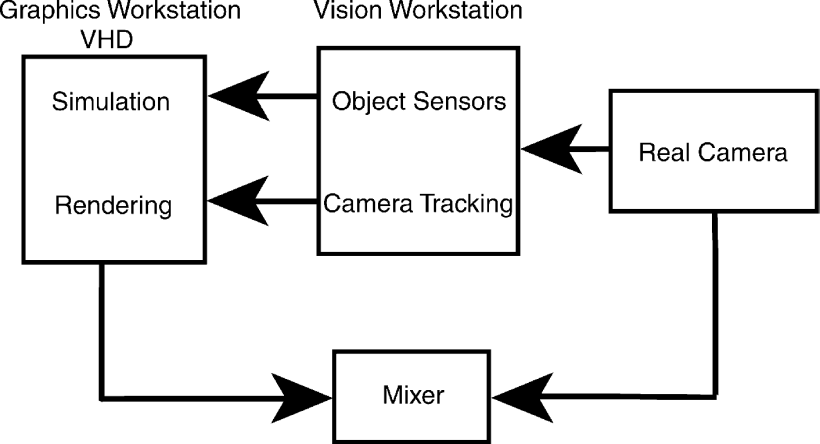 Graphics Workstation
VHD
Vision Workstation
Simulation
Object Sensors
Real Camera
Rendering
Camera Tracking
Mixer